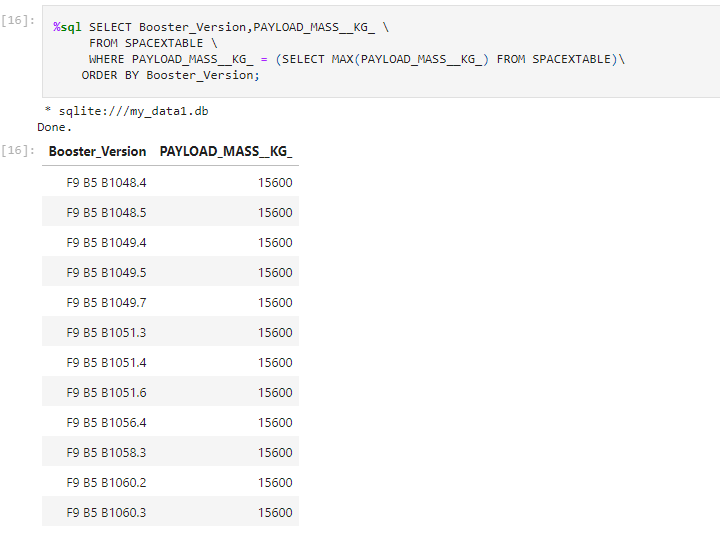 [16]: %sql SELECT Booster_Version,PAYLOAD_MASS__KG_ \
FROM SPACEXTABLE \
WHERE PAYLOAD_MASS__KG_ = (SELECT MAX(PAYLOAD_MASS__KG_) FROM SPACEXTABLE)\
ORDER BY Booster_Version;
* sqlite:///my_data1.db
Done.
[16]: Booster_Version PAYLOAD_MASS__KG_
F9 B5 B1048.4 15600
F9 B5 B1048.5 15600
F9 B5 B1049.4 15600
F9 B5 B1049.5 15600
F9 B5 B1049.7 15600
F9 B5 B1051.3 15600
F9 B5 B1051.4 15600
F9 B5 B1051.6 15600
F9 B5 B1056.4 15600
F9 B5 B1058.3 15600
F9 B5 B1060.2 15600
F9 B5 B1060.3 15600